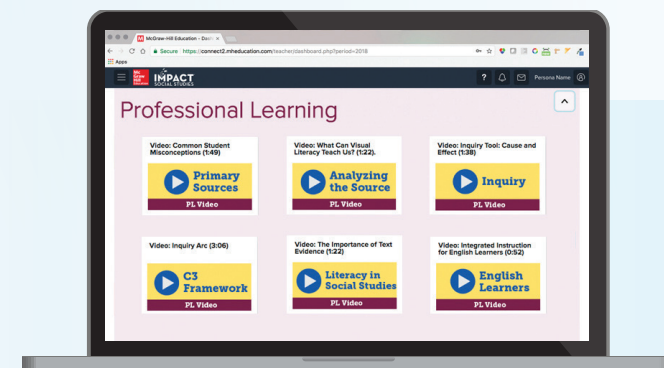 McGraw-Hill Education - Dash
Secure https://connect2.mheducation.com/teacher/dashboard.php?period=2018
Apps
Mc
Graw
Hill
Education
IMPACT
SOCIAL STUDIES
?
Persona Name
Professional Learning
Video: Common Student
Misconceptions (1:49)
Primary
Sources
PL Video
Video: What Can Visual
Literacy Teach Us? (1:22).
Analyzing
the Source
PL Video
Video: Inquiry Tool: Cause and
Effect (1:38)
Inquiry
PL Video
Video: Inquiry Arc (3:06)
C3
Framework
PL Video
Video: The Importance of Text
Evidence (1:22)
Literacy in
Social Studies
PL Video
Video: Integrated Instruction
for English Learners (0:52)
English
Learners
PL Video